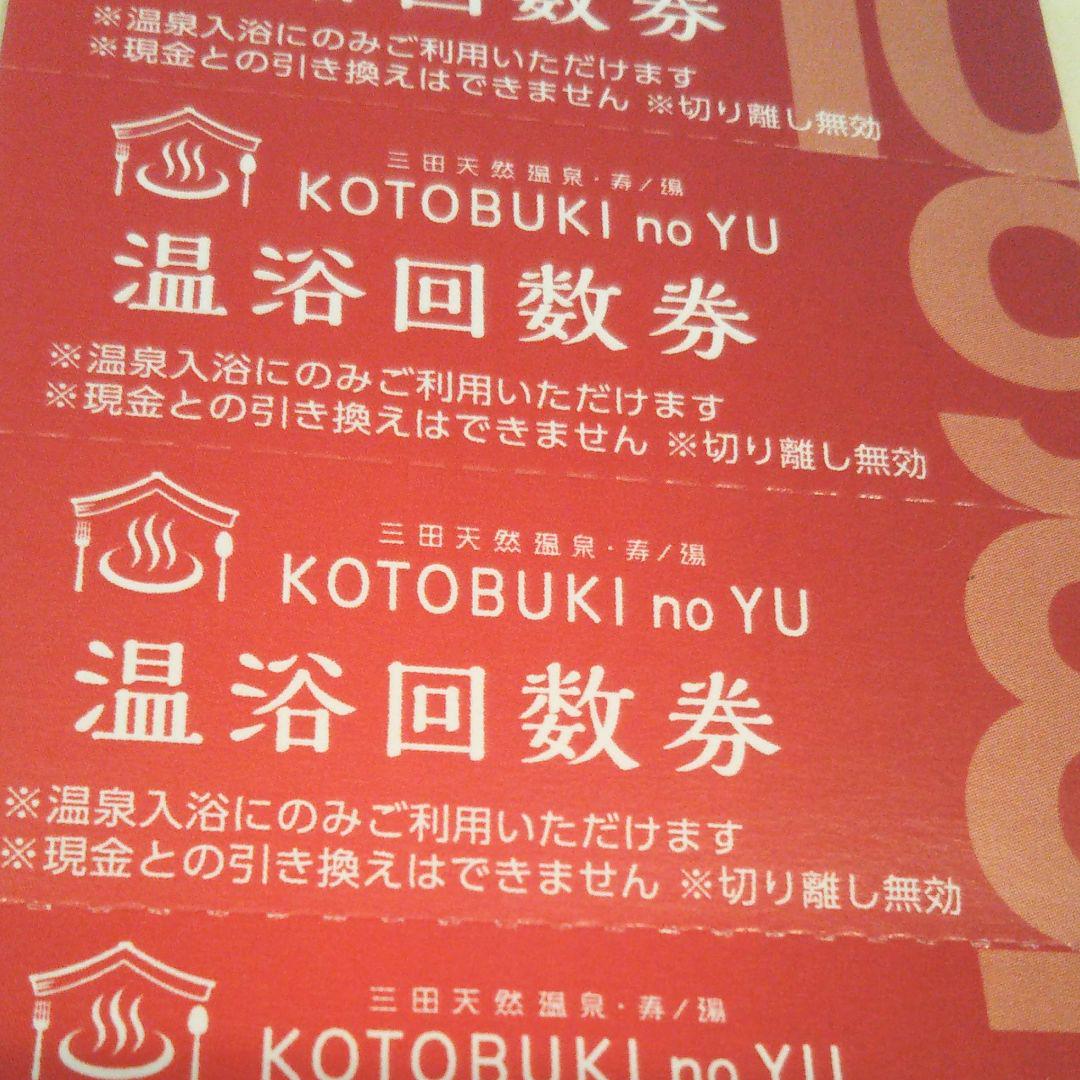 回数券
※温泉入浴にのみご利用いただけます
※現金との引き換えはできません ※切り離し無効
10
三田天然温泉・寿ノ湯
KOTOBUKI no YU
温浴回数券
※温泉入浴にのみご利用いただけます
※現金との引き換えはできません ※切り離し無効
9
三田天然温泉・寿ノ湯
KOTOBUKI no YU
温浴回数券
※温泉入浴にのみご利用いただけます
※現金との引き換えはできません ※切り離し無効
8
三田天然温泉・寿ノ湯
KOTOBUKI no YU